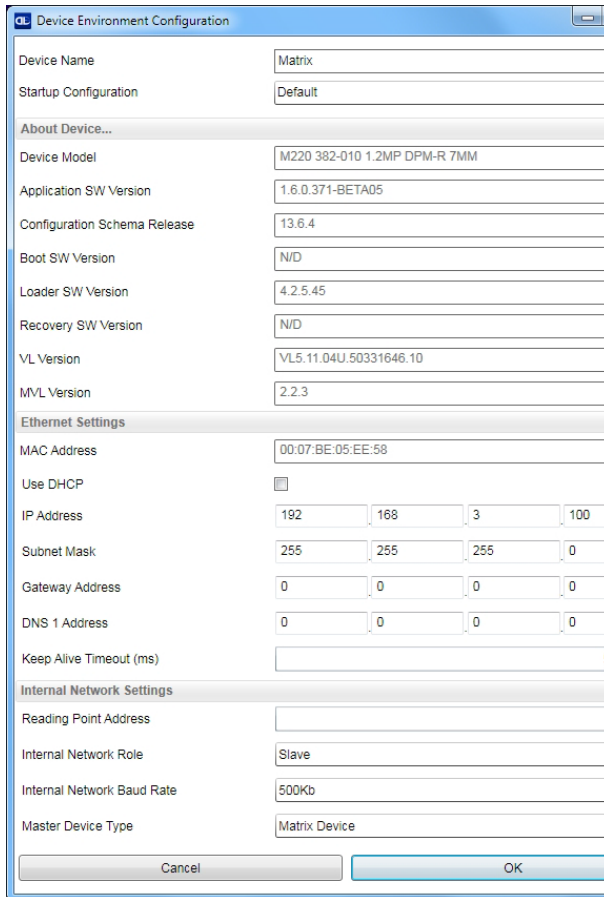 DL Device Environment Configuration
Device Name Matrix
Startup Configuration Default
About Device...
Device Model M220 382-010 1.2MP DPM-R 7MM
Application SW Version 1.6.0.371-BETA05
Configuration Schema Release 13.6.4
Boot SW Version N/D
Loader SW Version 4.2.5.45
Recovery SW Version N/D
VL Version VL5.11.04U.50331646.10
MVL Version 2.2.3
Ethernet Settings
MAC Address 00:07:BE:05:EE:58
Use DHCP
IP Address 192 . 168 . 3 . 100
Subnet Mask 255 . 255 . 255 . 0
Gateway Address 0 . 0 . 0 . 0
DNS 1 Address 0 . 0 . 0 . 0
Keep Alive Timeout (ms)
Internal Network Settings
Reading Point Address
Internal Network Role Slave
Internal Network Baud Rate 500Kb
Master Device Type Matrix Device
Cancel OK